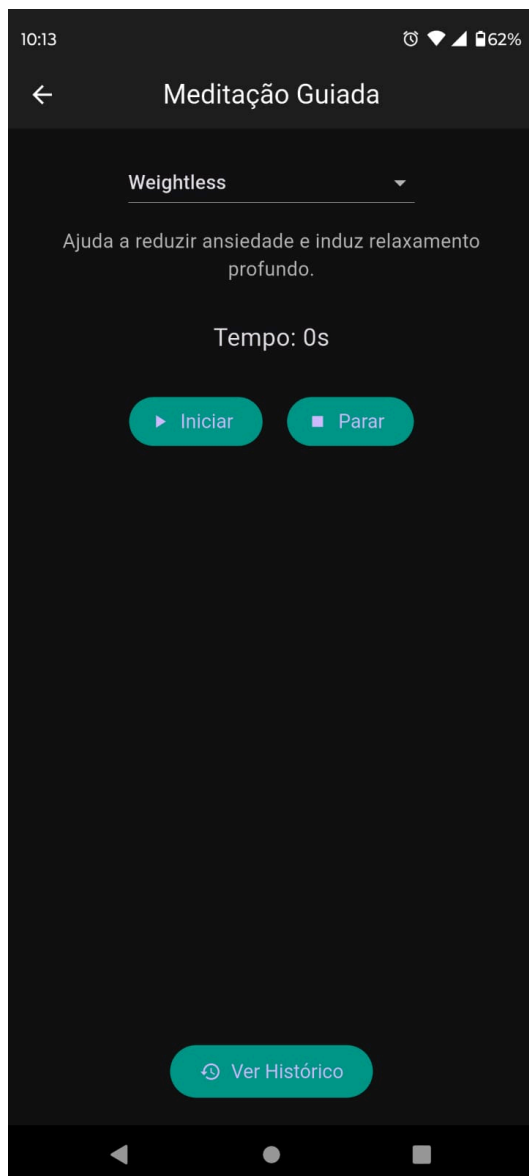 10:13 62%
Meditação Guiada
Weightless
Ajuda a reduzir ansiedade e induz relaxamento
profundo.
Tempo: 0s
Iniciar Parar
Ver Histórico